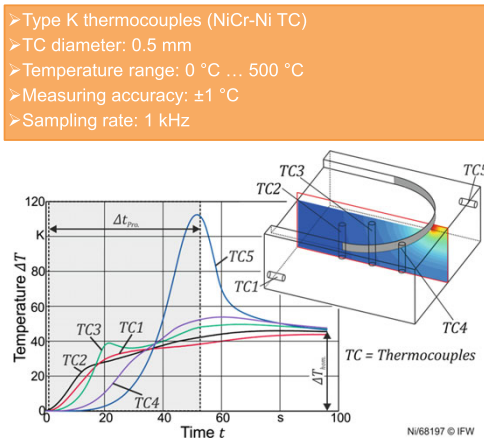 ➢Type K thermocouples (NiCr-Ni TC)
➢TC diameter: 0.5 mm
➢Temperature range: 0 °C … 500 °C
➢Measuring accuracy: ±1 °C
➢Sampling rate: 1 kHz
TC3
TC2
TC5
TC1
TC4
TC = Thermocouples
120
K
80
60
40
20
0
Temperature ΔT
Δt_Pro.
TC5
TC3
TC1
TC2
TC4
ΔT_hom.
0 20 40 60 s 100
Time t
Ni/68197 © IFW